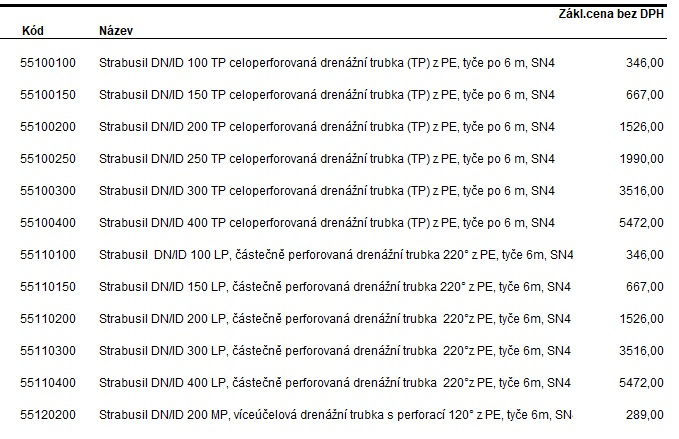 Zákl.cena bez DPH
Kód Název
55100100 Strabusil DN/ID 100 TP celoperforovaná drenážní trubka (TP) z PE, tyče po 6 m, SN4 346,00
55100150 Strabusil DN/ID 150 TP celoperforovaná drenážní trubka (TP) z PE, tyče po 6 m, SN4 667,00
55100200 Strabusil DN/ID 200 TP celoperforovaná drenážní trubka (TP) z PE, tyče po 6 m, SN4 1526,00
55100250 Strabusil DN/ID 250 TP celoperforovaná drenážní trubka (TP) z PE, tyče po 6 m, SN4 1990,00
55100300 Strabusil DN/ID 300 TP celoperforovaná drenážní trubka (TP) z PE, tyče po 6 m, SN4 3516,00
55100400 Strabusil DN/ID 400 TP celoperforovaná drenážní trubka (TP) z PE, tyče po 6 m, SN4 5472,00
55110100 Strabusil DN/ID 100 LP, částečně perforovaná drenážní trubka 220° z PE, tyče 6m, SN4 346,00
55110150 Strabusil DN/ID 150 LP, částečně perforovaná drenážní trubka 220° z PE, tyče 6m, SN4 667,00
55110200 Strabusil DN/ID 200 LP, částečně perforovaná drenážní trubka 220°z PE, tyče 6m, SN4 1526,00
55110300 Strabusil DN/ID 300 LP, částečně perforovaná drenážní trubka 220°z PE, tyče 6m, SN4 3516,00
55110400 Strabusil DN/ID 400 LP, částečně perforovaná drenážní trubka 220°z PE, tyče 6m, SN4 5472,00
55120200 Strabusil DN/ID 200 MP, víceúčelová drenážní trubka s perforací 120° z PE, tyče 6m, SN 289,00